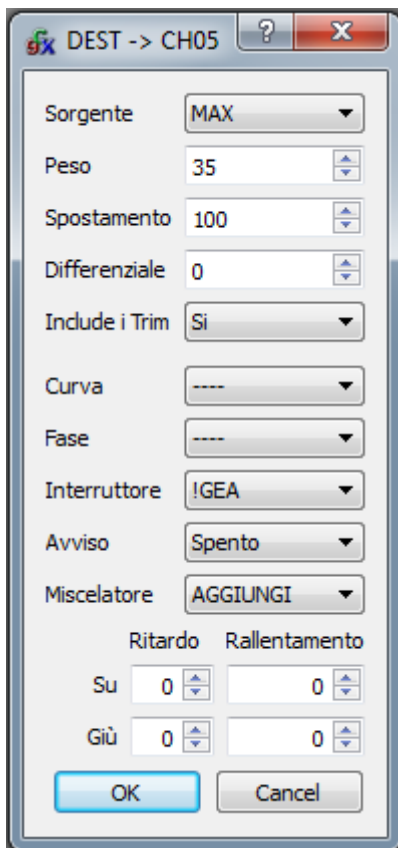 DEST -> CH05
Sorgente MAX
Peso 35
Spostamento 100
Differenziale 0
Include i Trim Si
Curva ----
Fase ----
Interruttore !GEA
Avviso Spento
Miscelatore AGGIUNGI
Ritardo Rallentamento
Su 0 0
Giù 0 0
OK Cancel